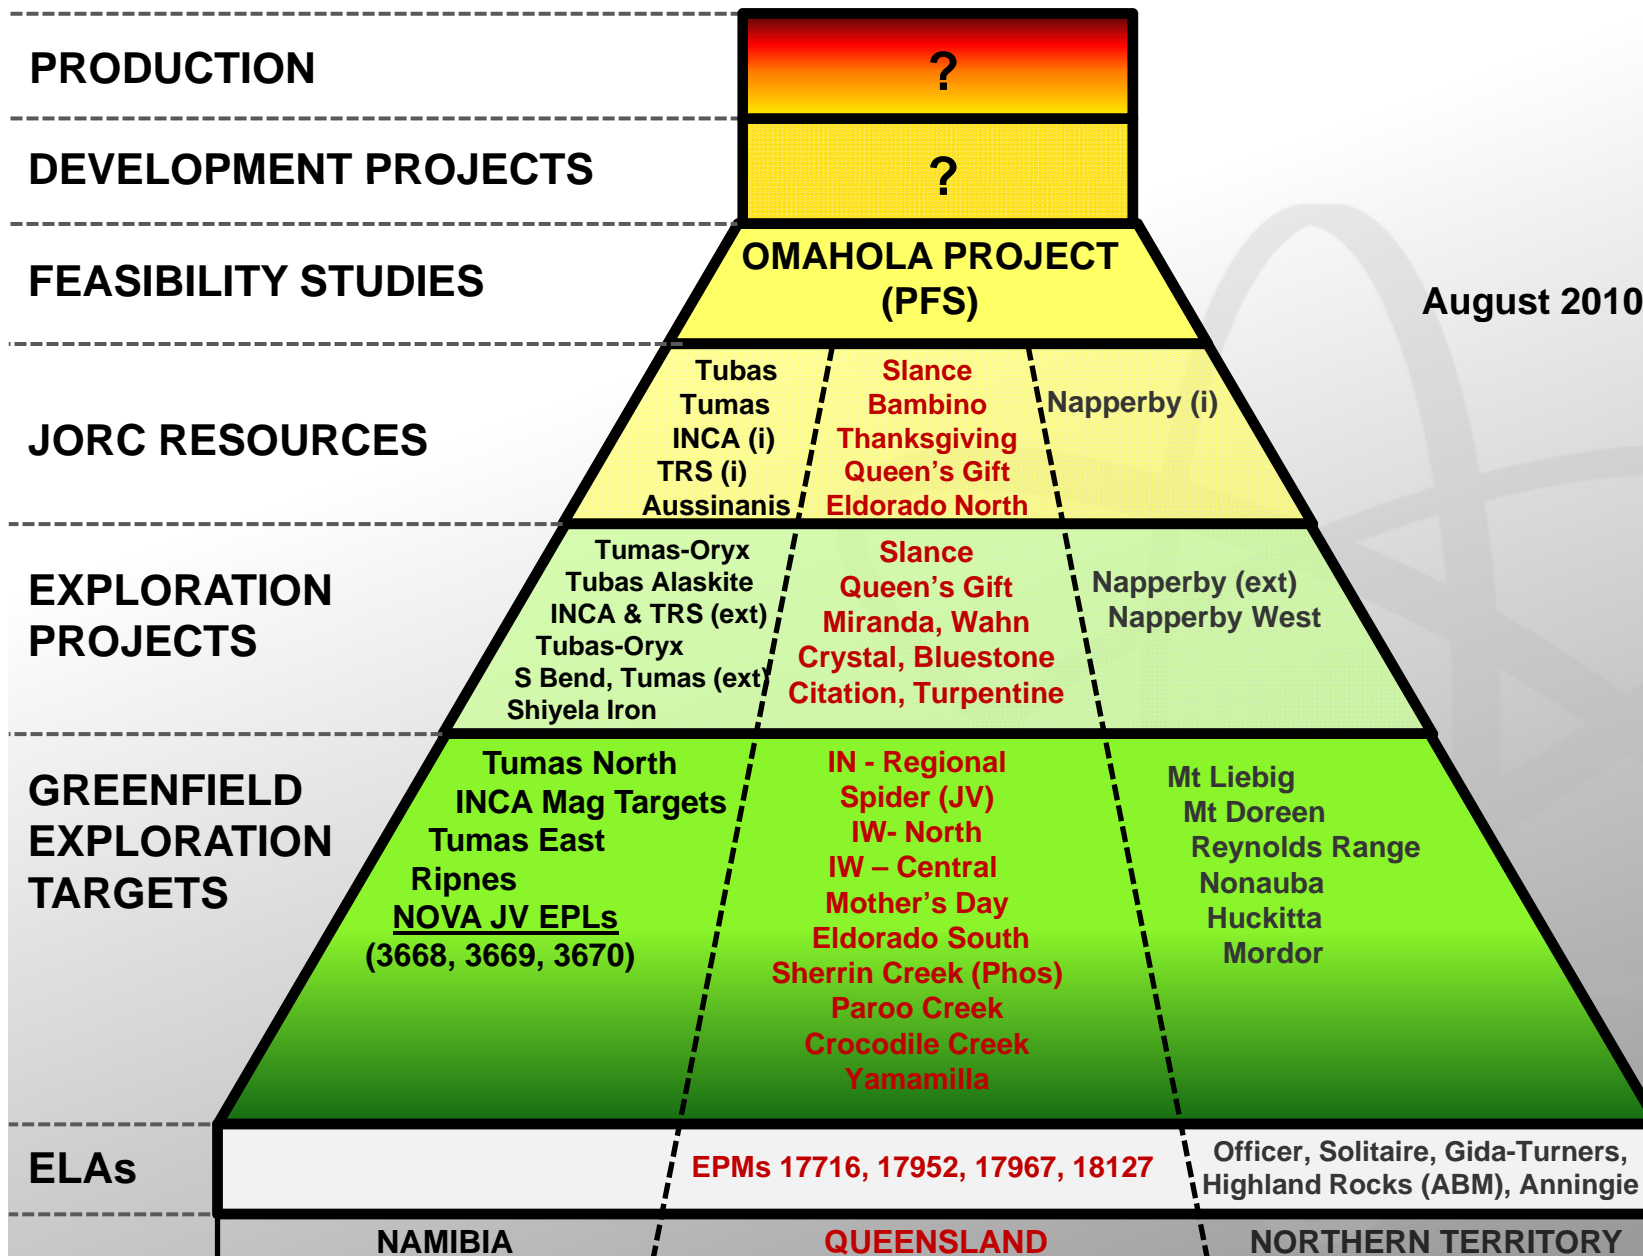 PRODUCTION
?
DEVELOPMENT PROJECTS
?
FEASIBILITY STUDIES
OMAHOLA PROJECT
(PFS)
August 2010
JORC RESOURCES
Tubas
Tumas
INCA (i)
TRS (i)
Aussinanis
Slance
Bambino
Thanksgiving
Queen's Gift
Eldorado North
Napperby (i)
EXPLORATION
PROJECTS
Tumas-Oryx
Tubas Alaskite
INCA & TRS (ext)
Tubas-Oryx
S Bend, Tumas (ext)
Shiyela Iron
Slance
Queen's Gift
Miranda, Wahn
Crystal, Bluestone
Citation, Turpentine
Napperby (ext)
Napperby West
GREENFIELD
EXPLORATION
TARGETS
Tumas North
INCA Mag Targets
Tumas East
Ripnes
NOVA JV EPLs
(3668, 3669, 3670)
IN - Regional
Spider (JV)
IW- North
IW – Central
Mother's Day
Eldorado South
Sherrin Creek (Phos)
Paroo Creek
Crocodile Creek
Yamamilla
Mt Liebig
Mt Doreen
Reynolds Range
Nonauba
Huckitta
Mordor
ELAs
EPMs 17716, 17952, 17967, 18127
Officer, Solitaire, Gida-Turners,
Highland Rocks (ABM), Anningie
NAMIBIA
QUEENSLAND
NORTHERN TERRITORY